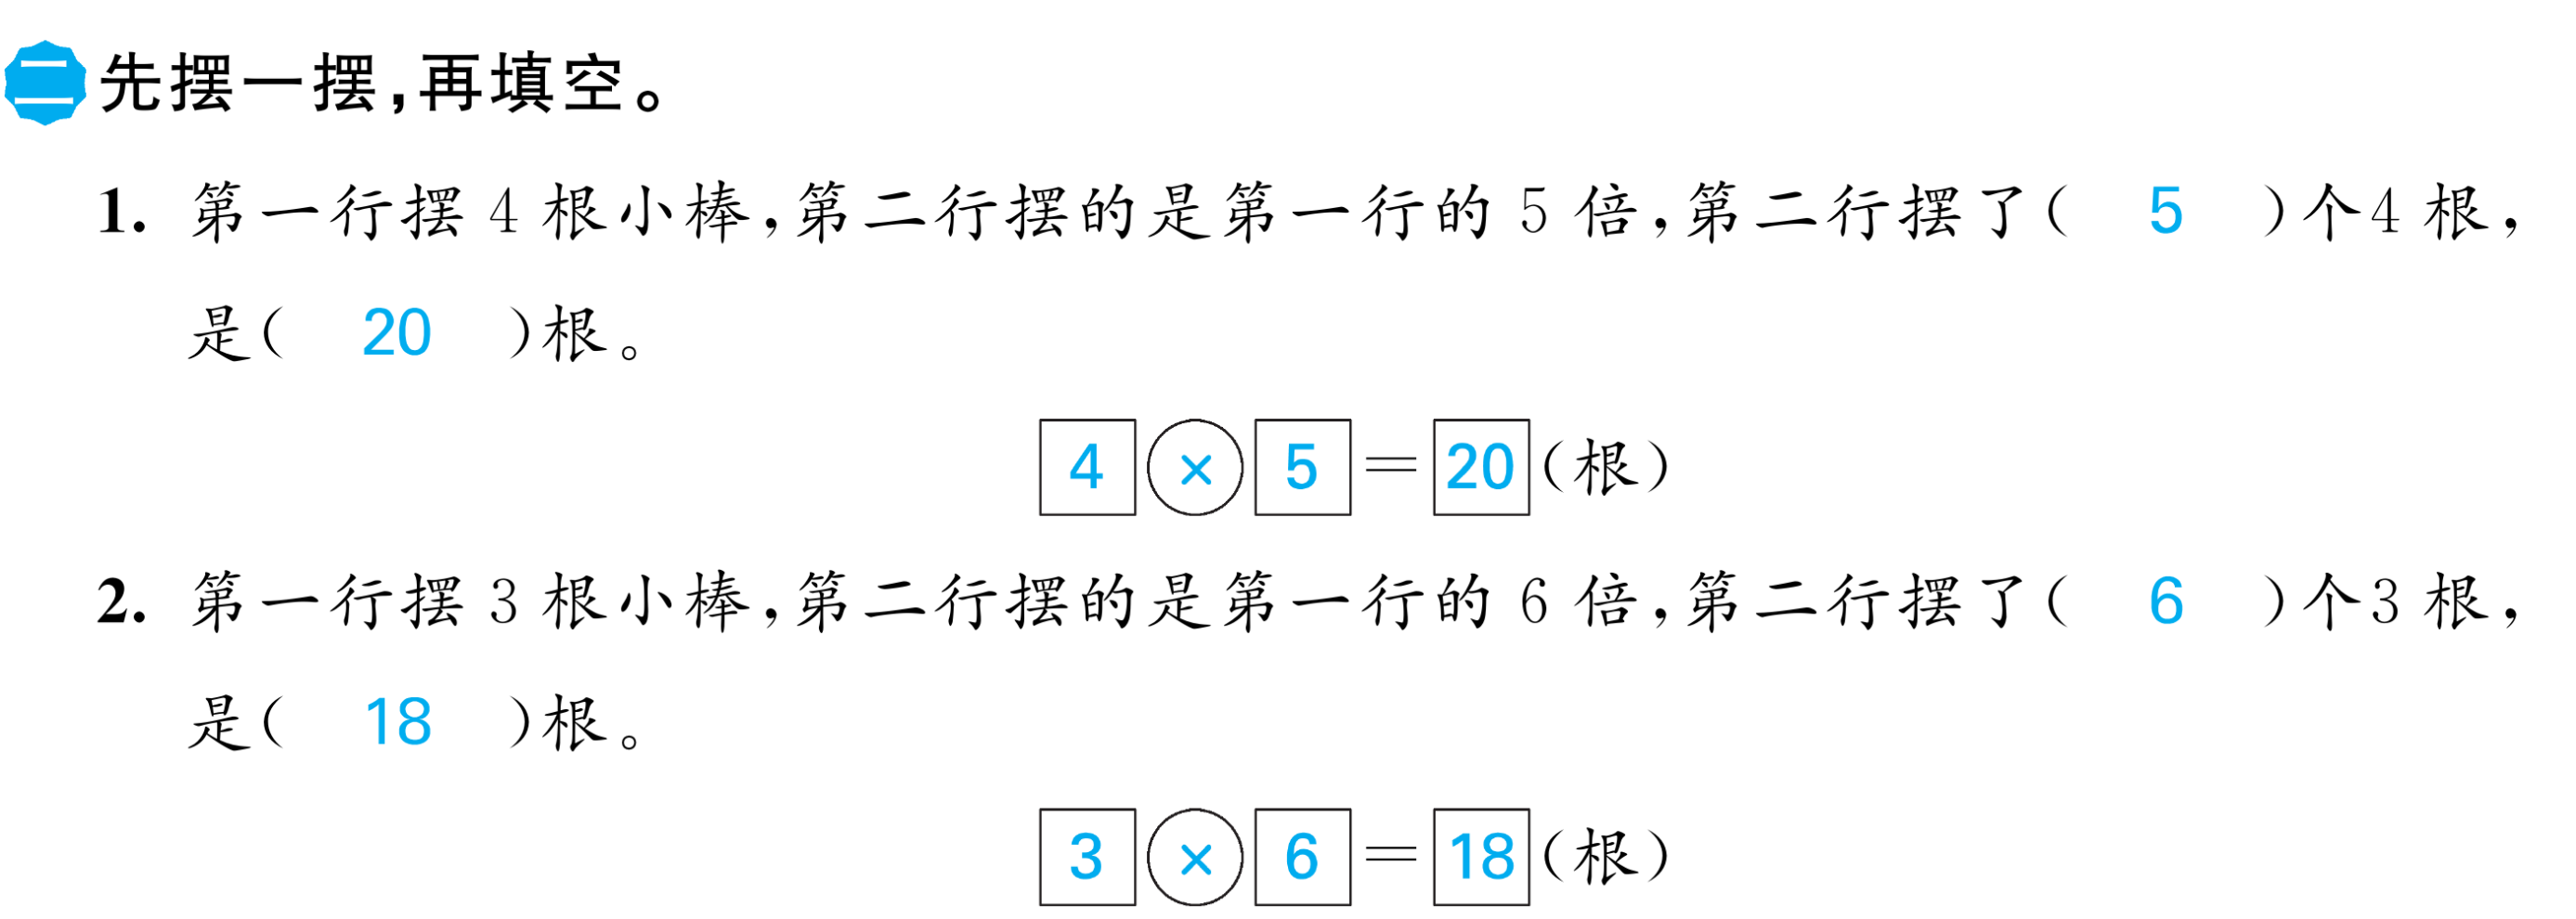 二 先摆一摆,再填空。
1. 第一行摆 4 根小棒,第二行摆的是第一行的 5 倍,第二行摆了( 5 )个4 根,
是( 20 )根。
4 × 5 = 20 (根)
2. 第一行摆 3 根小棒,第二行摆的是第一行的 6 倍,第二行摆了( 6 )个3 根,
是( 18 )根。
3 × 6 = 18 (根)